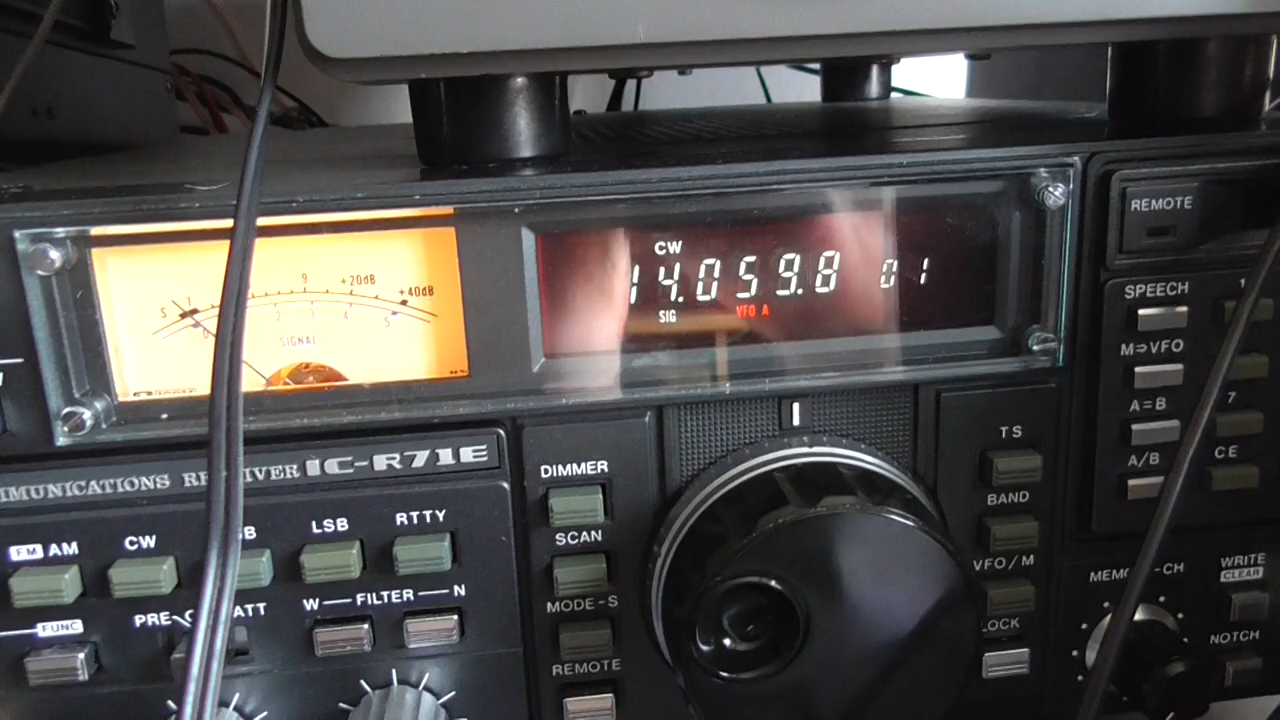 REMOTE
CW
14.059.8 01
SIG VFO A
9 +20dB +40dB
S
2 3 4 5
SIGNAL
SPEECH
M⇒VFO
A=B 7
A/B CE
TS
BAND
VFO/M
LOCK
IC-R71E
DIMMER
SCAN
MODE-S
REMOTE
FM AM CW LSB RTTY
FUNC
W FILTER N
WRITE
CLEAR
NOTCH